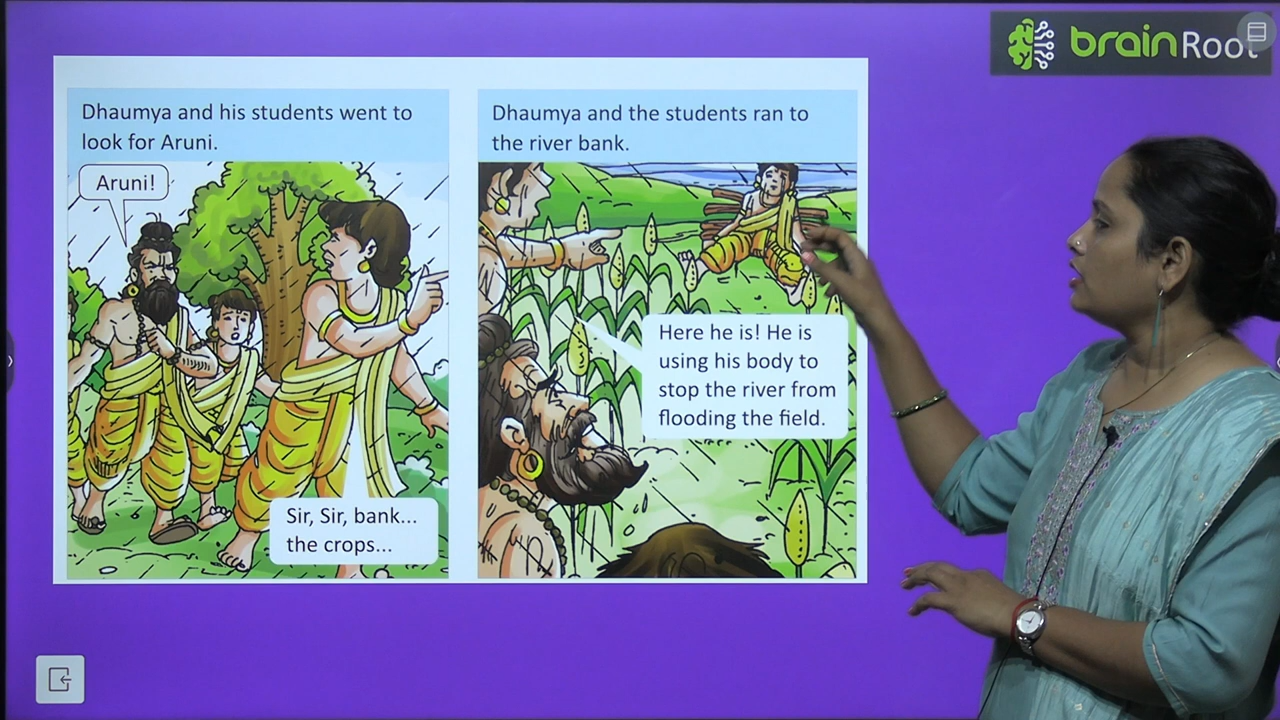 brainRoot
Dhaumya and his students went to
look for Aruni.
Aruni!
Sir, Sir, bank...
the crops...
Dhaumya and the students ran to
the river bank.
Here he is! He is
using his body to
stop the river from
flooding the field.